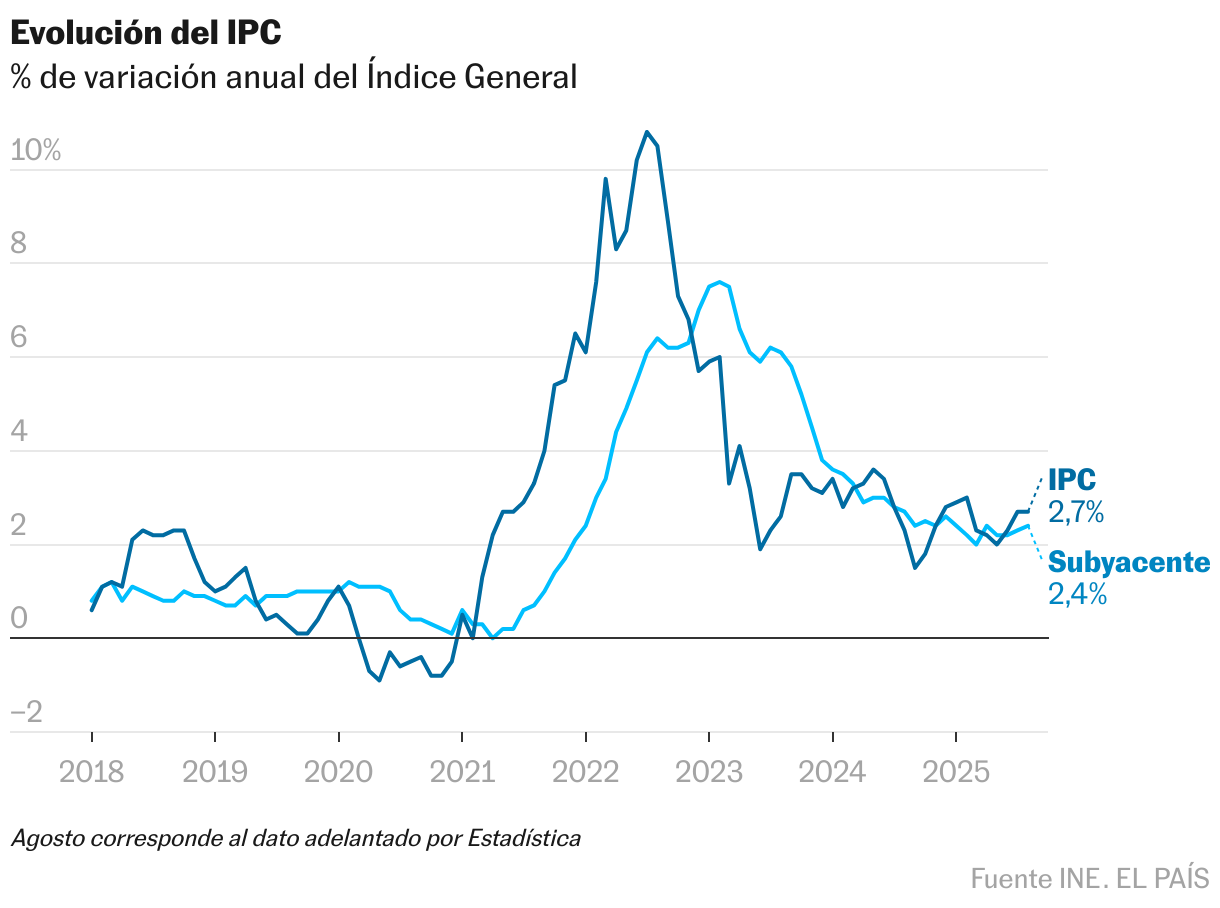 Evolución del IPC
% de variación anual del Índice General
10%
8
6
4
2
0
−2
IPC
2,7%
Subyacente
2,4%
2018 2019 2020 2021 2022 2023 2024 2025
Agosto corresponde al dato adelantado por Estadística
Fuente INE. EL PAÍS